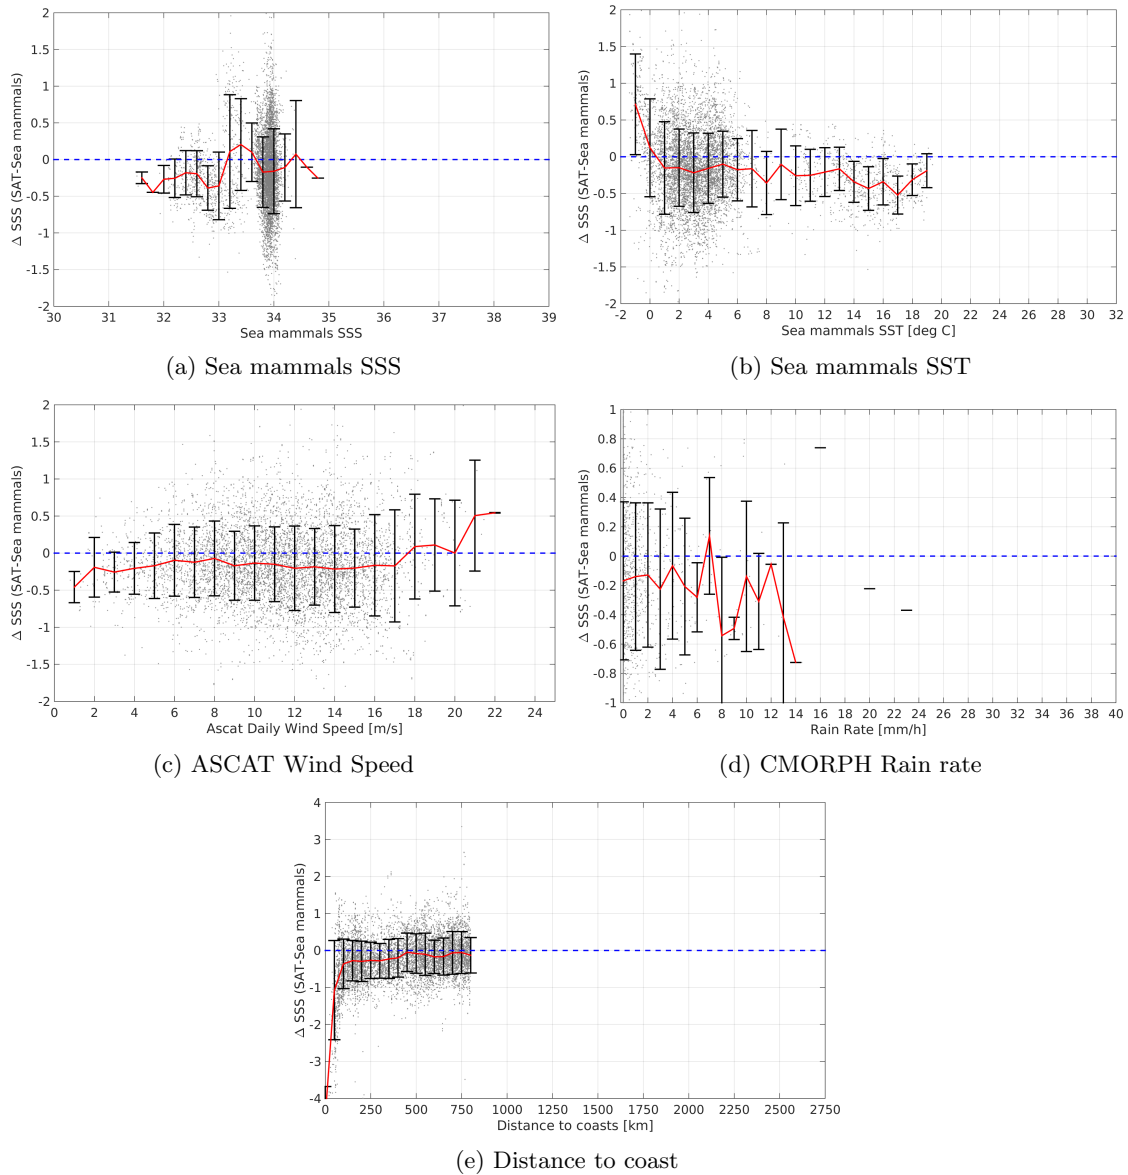 2
1.5
1
0.5
0
-0.5
-1
-1.5
-2
Δ SSS (SAT-Sea mammals)
30 31 32 33 34 35 36 37 38 39
Sea mammals SSS
(a) Sea mammals SSS
2
1.5
1
0.5
0
-0.5
-1
-1.5
-2
Δ SSS (SAT-Sea mammals)
-2 0 2 4 6 8 10 12 14 16 18 20 22 24 26 28 30 32
Sea mammals SST [deg C]
(b) Sea mammals SST
2
1.5
1
0.5
0
-0.5
-1
-1.5
-2
Δ SSS (SAT-Sea mammals)
0 2 4 6 8 10 12 14 16 18 20 22 24
Ascat Daily Wind Speed [m/s]
(c) ASCAT Wind Speed
1
0.8
0.6
0.4
0.2
0
-0.2
-0.4
-0.6
-0.8
-1
Δ SSS (SAT-Sea mammals)
0 2 4 6 8 10 12 14 16 18 20 22 24 26 28 30 32 34 36 38 40
Rain Rate [mm/h]
(d) CMORPH Rain rate
4
3
2
1
0
-1
-2
-3
-4
Δ SSS (SAT-Sea mammals)
0 250 500 750 1000 1250 1500 1750 2000 2250 2500 2750
Distance to coasts [km]
(e) Distance to coast